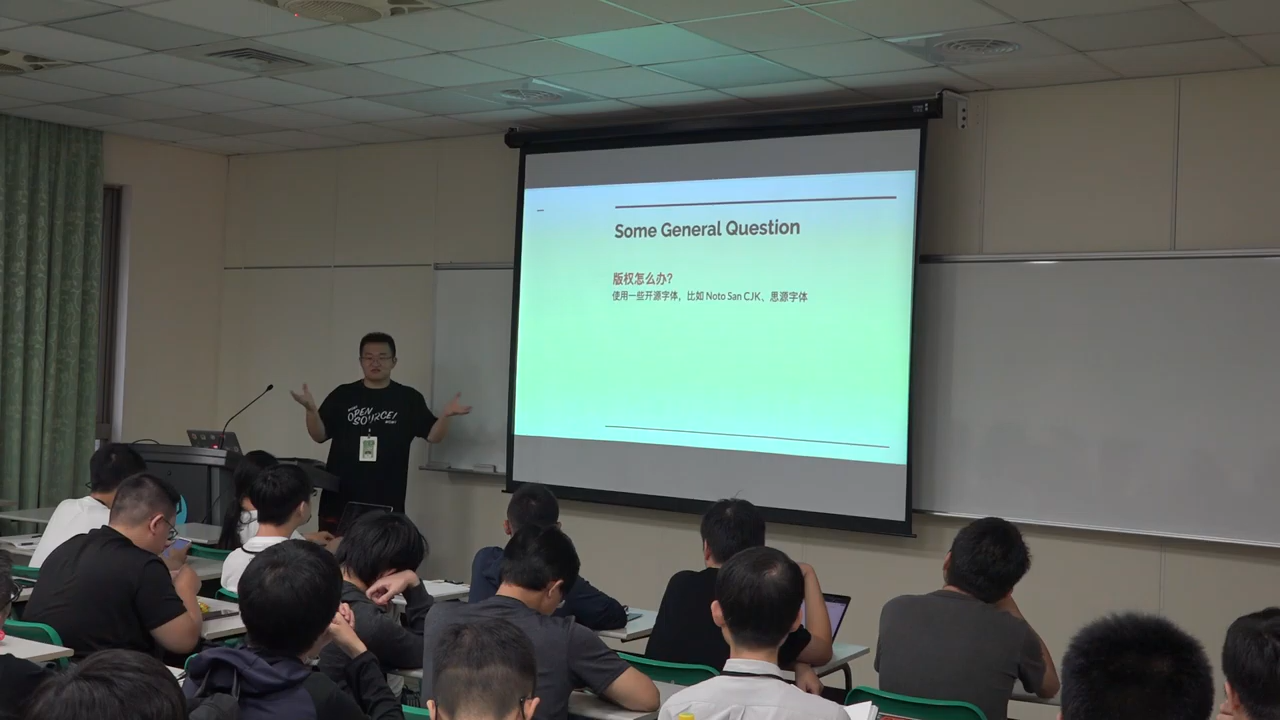 Some General Question
版权怎么办?
使用一些开源字体，比如 Noto San CJK、思源字体
OPEN
SOURCE!